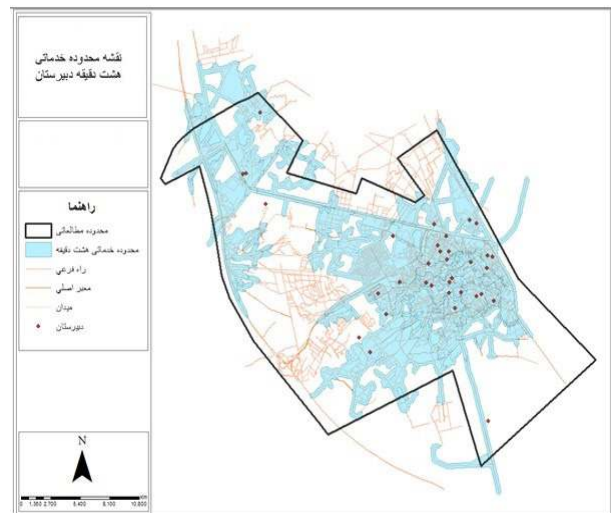 نقشه محدوده خدماتی
هشت دقیقه دبیرستان
راهنما
محدوده مطالعاتی
محدوده خدماتی هشت دقیقه
راه فرعی
معبر اصلی
میدان
دبیرستان
N